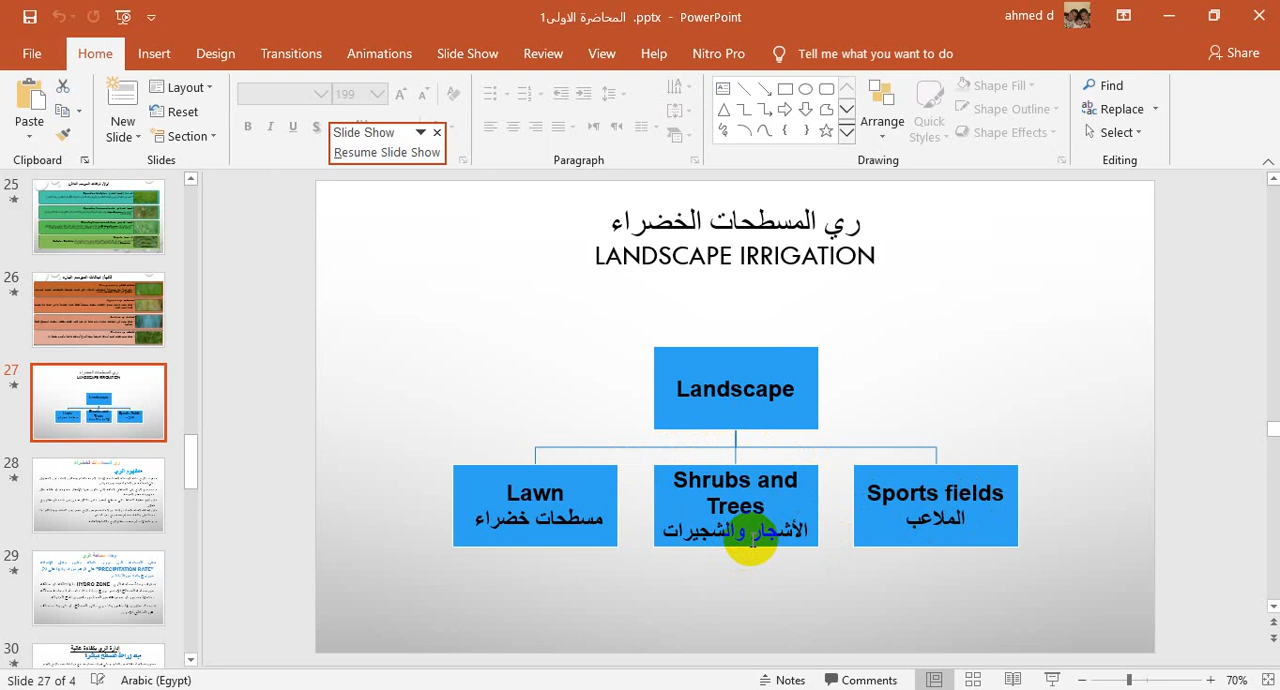 المحاضرة الاولى1 .pptx - PowerPoint
ahmed d
File Home Insert Design Transitions Animations Slide Show Review View Help Nitro Pro Tell me what you want to do Share
Paste
Clipboard
New Slide
Layout
Reset
Section
Slides
199
B I U S
Slide Show
Resume Slide Show
Paragraph
Arrange
Quick Styles
Shape Fill
Shape Outline
Shape Effects
Drawing
Find
Replace
Select
Editing
25
26
27
28
29
30
ري المسطحات الخضراء
LANDSCAPE IRRIGATION
Landscape
Lawn
مسطحات خضراء
Shrubs and
Trees
الأشجار والشجيرات
Sports fields
الملاعب
Slide 27 of 4 Arabic (Egypt) Notes Comments 70%